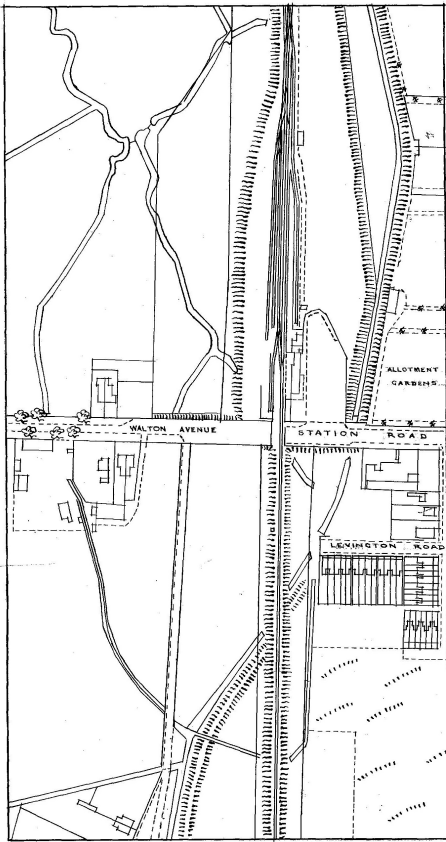 ALLOTMENT
GARDENS
WALTON AVENUE
STATION ROAD
LEVINGTON ROAD